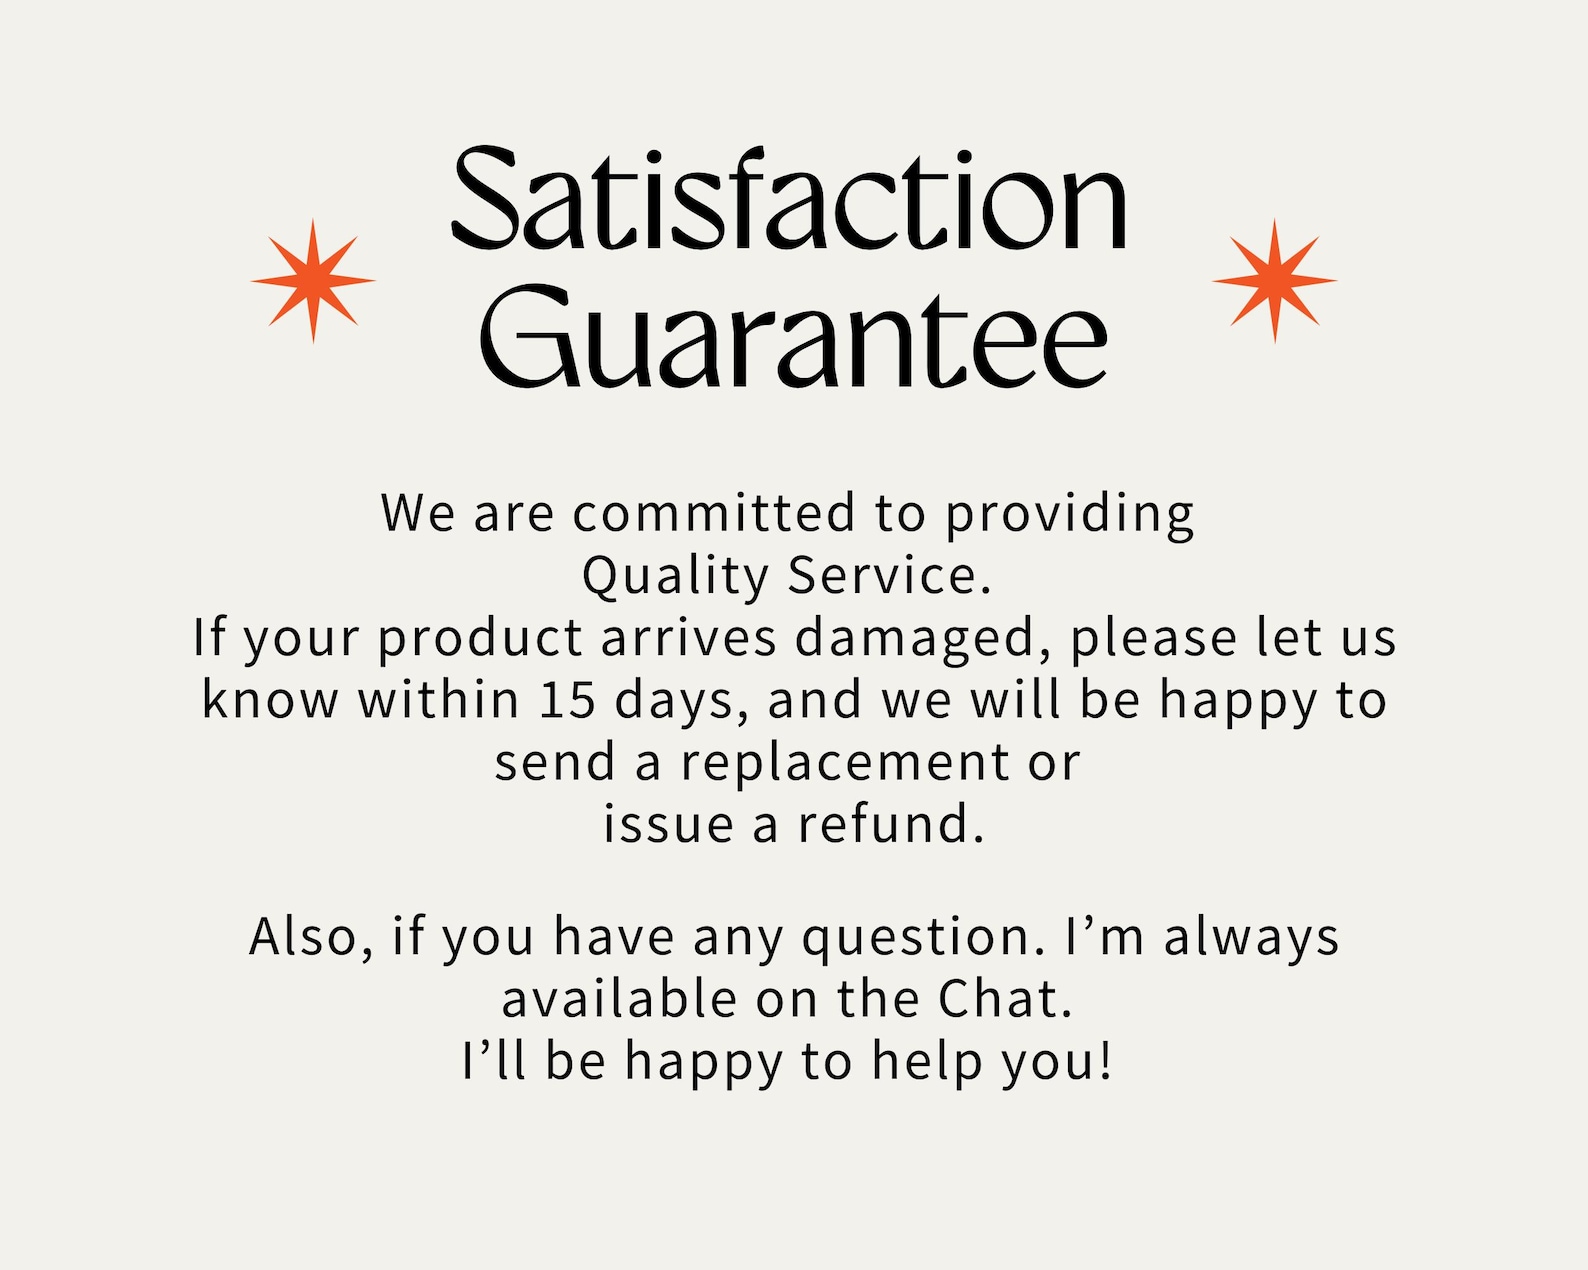 Satisfaction
Guarantee
We are committed to providing
Quality Service.
If your product arrives damaged, please let us
know within 15 days, and we will be happy to
send a replacement or
issue a refund.
Also, if you have any question. I’m always
available on the Chat.
I’ll be happy to help you!